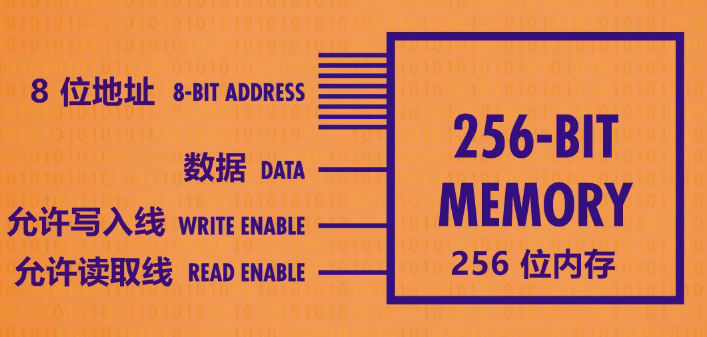 8 位地址 8-BIT ADDRESS
数据 DATA
允许写入线 WRITE ENABLE
允许读取线 READ ENABLE
256-BIT
MEMORY
256 位内存